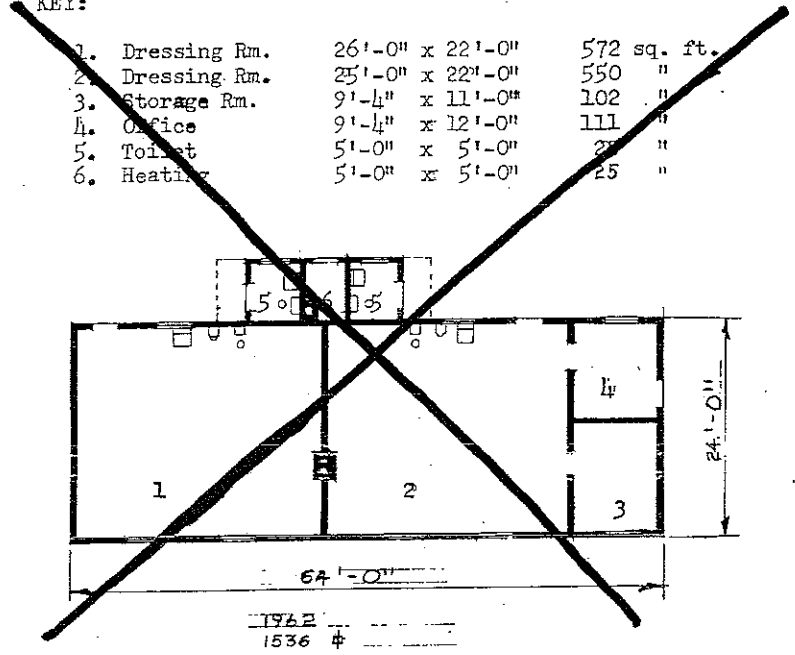 KEY:
1. Dressing Rm. 26'-0" x 22'-0" 572 sq. ft.
2. Dressing Rm. 25'-0" x 22'-0" 550 "
3. Storage Rm. 9'-4" x 11'-0" 102 "
4. Office 9'-4" x 12'-0" 111 "
5. Toilet 5'-0" x 5'-0" 25 "
6. Heating 5'-0" x 5'-0" 25 "
5 6 5
4
24'-0"
1 2 3
64'-0"
1962
1536 ⌽